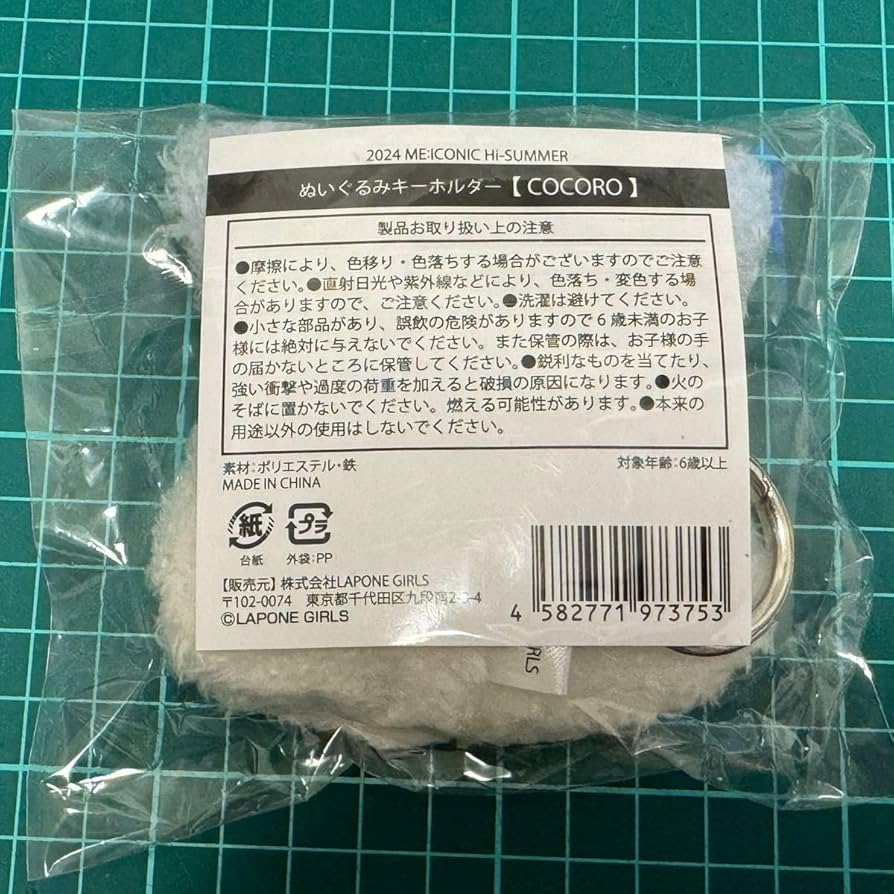 2024 ME:ICONIC Hi-SUMMER
ぬいぐるみキーホルダー【 COCORO 】
製品お取り扱い上の注意
●摩擦により、色移り・色落ちする場合がございますのでご注意
ください。●直射日光や紫外線などにより、色落ち・変色する場
合がありますので、ご注意ください。●洗濯は避けてください。
●小さな部品があり、誤飲の危険がありますので6歳未満のお子
様には絶対に与えないでください。また保管の際は、お子様の手
の届かないところに保管してください。●鋭利なものを当てたり、
強い衝撃や過度の荷重を加えると破損の原因になります。●火の
そばに置かないでください。燃える可能性があります。●本来の
用途以外の使用はしないでください。
素材：ポリエステル・鉄
対象年齢：6歳以上
MADE IN CHINA
紙
プラ
台紙
外袋：PP
【販売元】株式会社LAPONE GIRLS
〒102-0074 東京都千代田区九段南
©LAPONE GIRLS
4 582771 973753
RLS